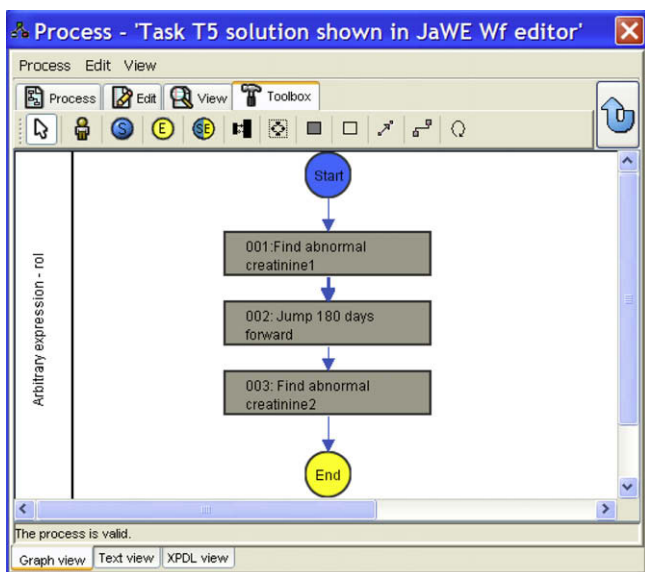 Process - 'Task T5 solution shown in JaWE Wf editor'
Process Edit View
Process Edit View Toolbox
S E SE
Start
001:Find abnormal
creatinine1
002: Jump 180 days
forward
003: Find abnormal
creatinine2
End
Arbitrary expression - rol
The process is valid.
Graph view Text view XPDL view